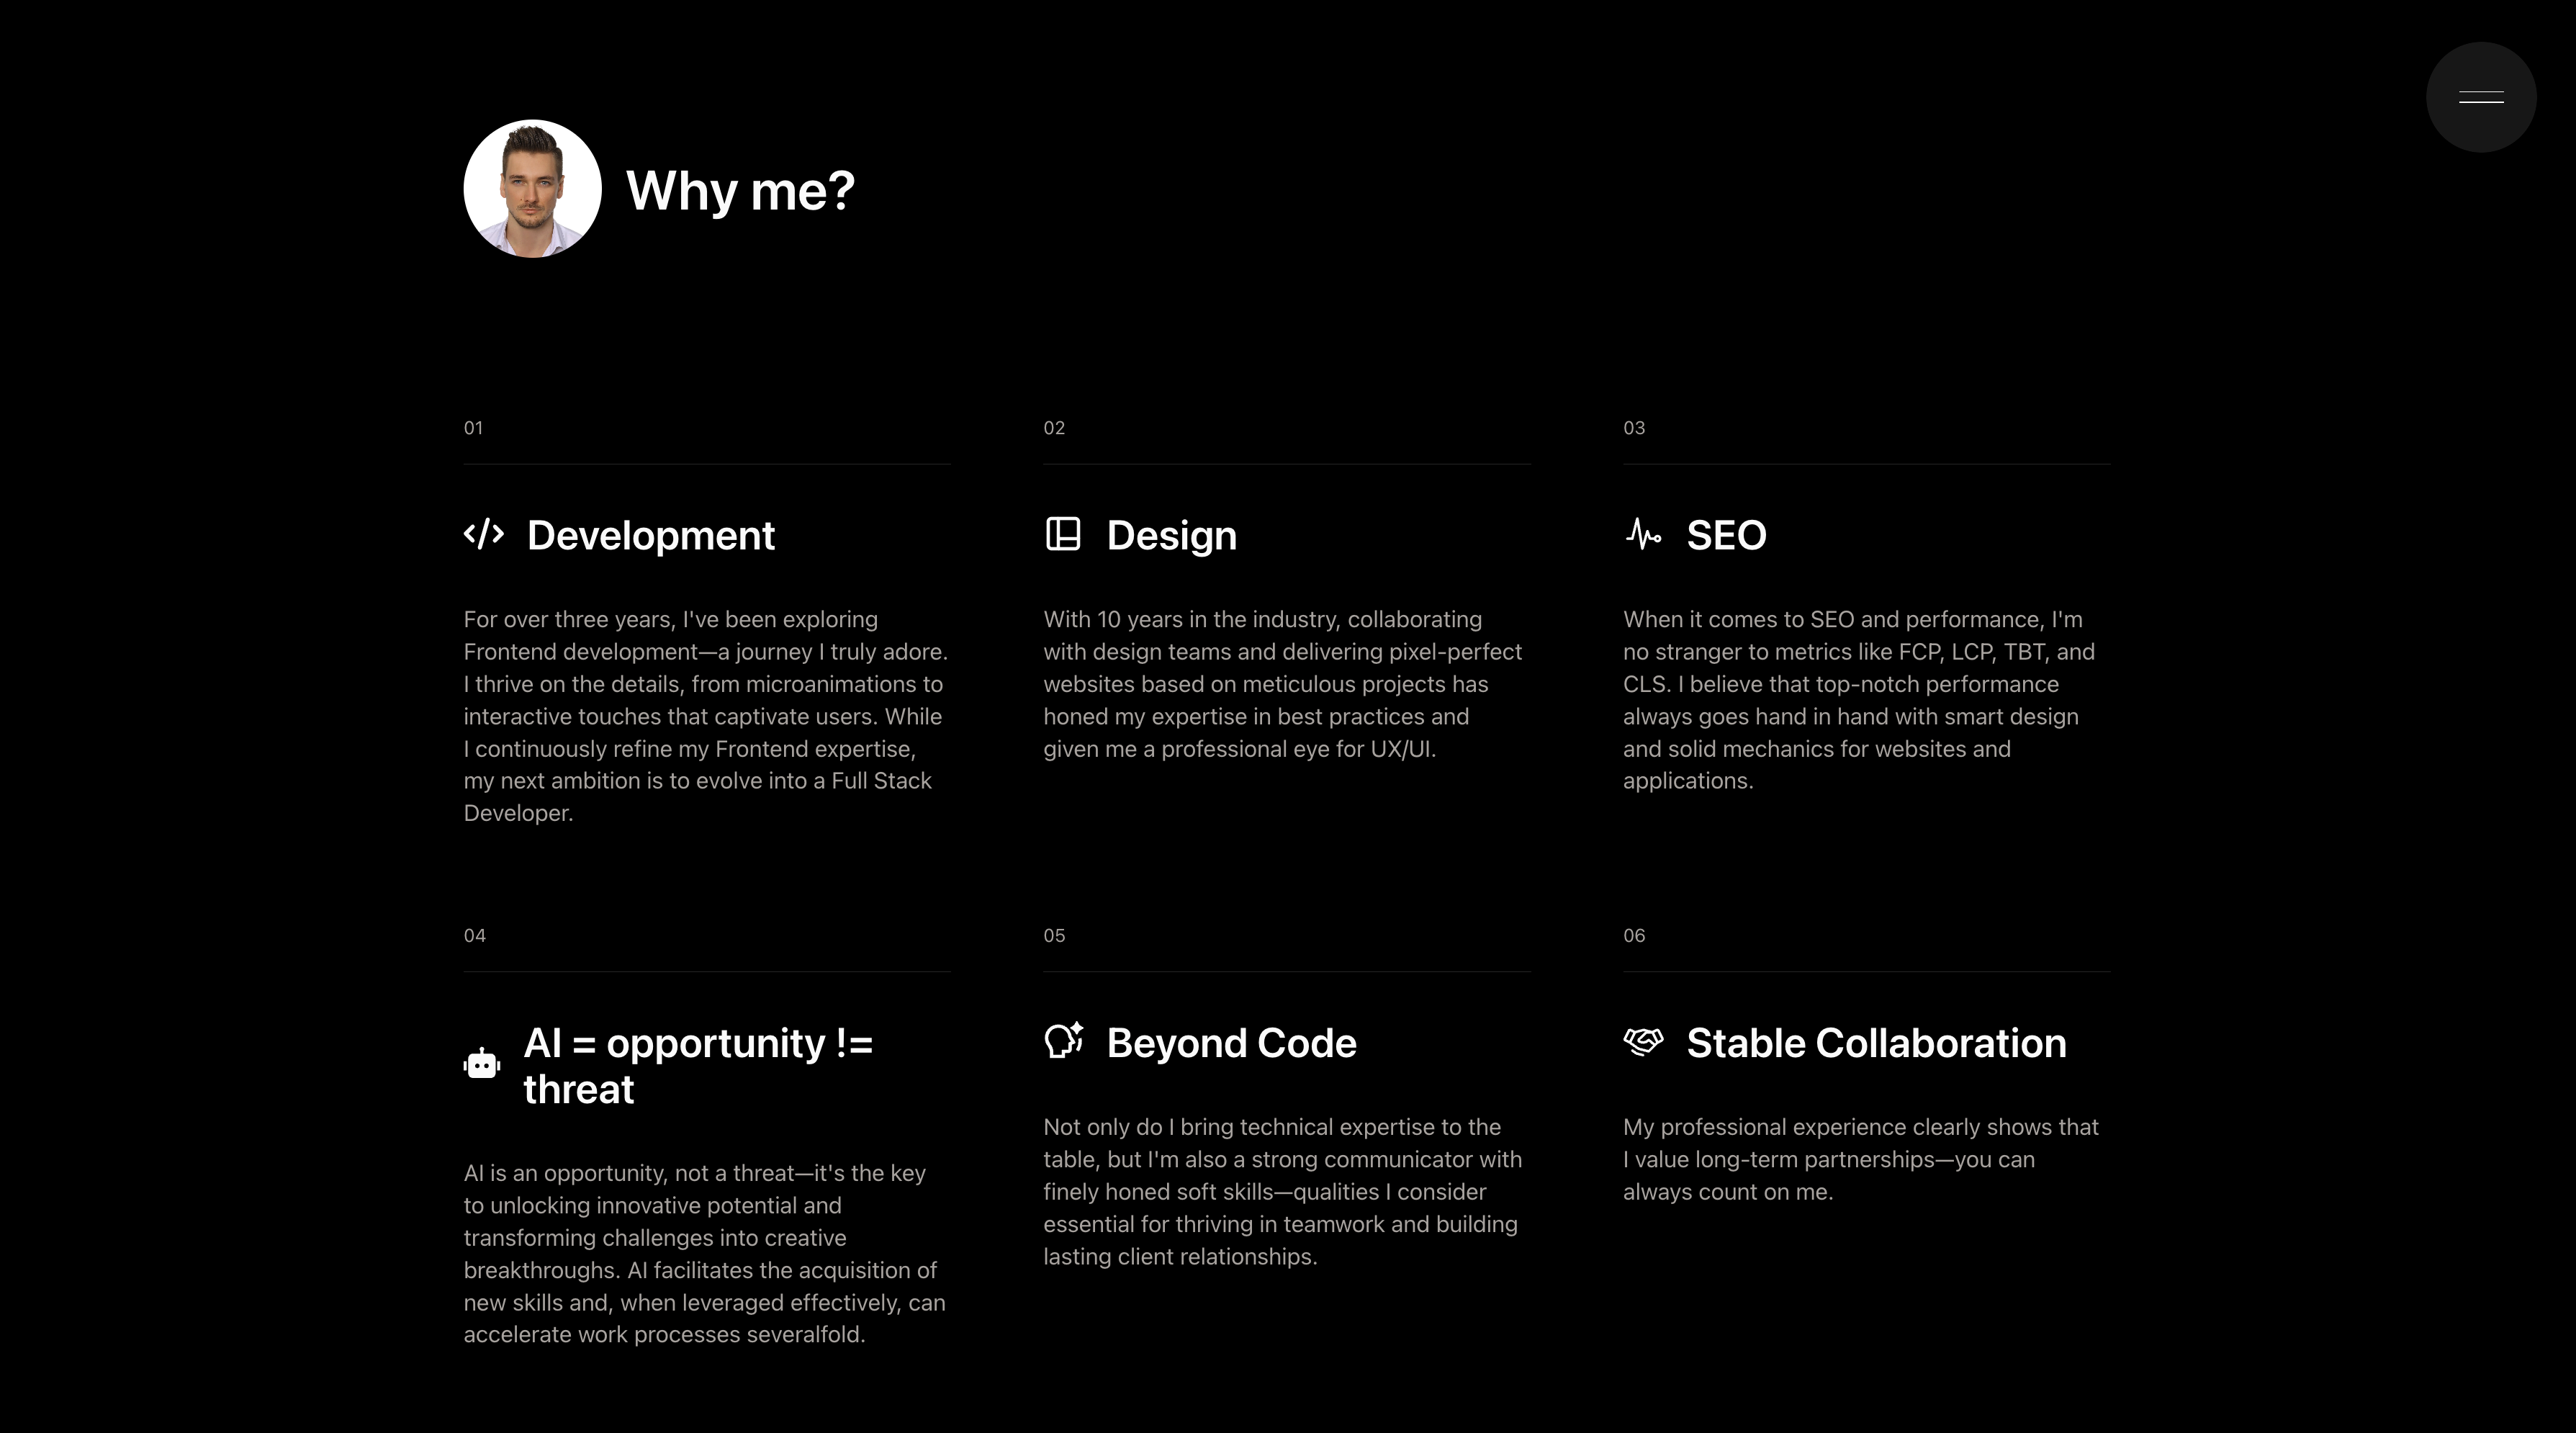 Why me?
01
Development
For over three years, I've been exploring
Frontend development—a journey I truly adore.
I thrive on the details, from microanimations to
interactive touches that captivate users. While
I continuously refine my Frontend expertise,
my next ambition is to evolve into a Full Stack
Developer.
02
Design
With 10 years in the industry, collaborating
with design teams and delivering pixel-perfect
websites based on meticulous projects has
honed my expertise in best practices and
given me a professional eye for UX/UI.
03
SEO
When it comes to SEO and performance, I'm
no stranger to metrics like FCP, LCP, TBT, and
CLS. I believe that top-notch performance
always goes hand in hand with smart design
and solid mechanics for websites and
applications.
04
AI = opportunity !=
threat
AI is an opportunity, not a threat—it's the key
to unlocking innovative potential and
transforming challenges into creative
breakthroughs. AI facilitates the acquisition of
new skills and, when leveraged effectively, can
accelerate work processes severalfold.
05
Beyond Code
Not only do I bring technical expertise to the
table, but I'm also a strong communicator with
finely honed soft skills—qualities I consider
essential for thriving in teamwork and building
lasting client relationships.
06
Stable Collaboration
My professional experience clearly shows that
I value long-term partnerships—you can
always count on me.